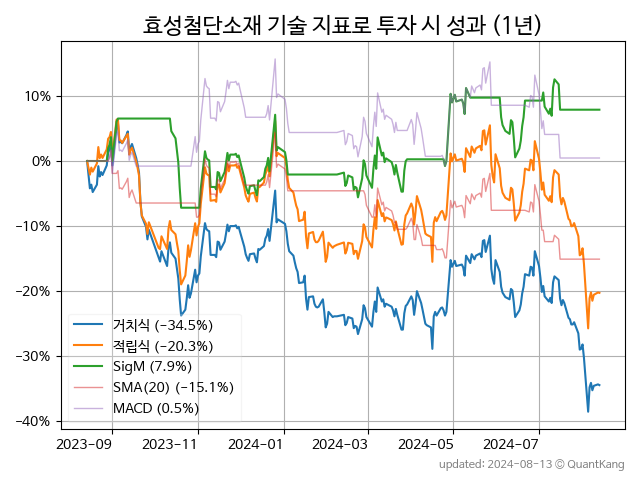 효성첨단소재 기술 지표로 투자 시 성과 (1년)
10%
0%
−10%
−20%
−30%
−40%
거치식 (−34.5%)
적립식 (−20.3%)
SigM (7.9%)
SMA(20) (−15.1%)
MACD (0.5%)
2023-09 2023-11 2024-01 2024-03 2024-05 2024-07
updated: 2024-08-13 © QuantKang